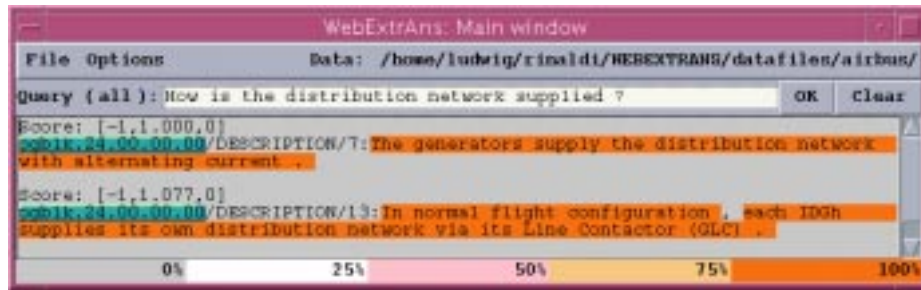 WebExtrAns: Main window
File Options Data: /home/ludwig/rinaldi/WEBEXTRANS/datafiles/airbus/
Query (all): How is the distribution network supplied ? OK Clear
Score: [-1,1.000,0]
pgblk.24.00.00.00/DESCRIPTION/7:The generators supply the distribution network
with alternating current .
Score: [-1,1.077,0]
pgblk.24.00.00.00/DESCRIPTION/13:In normal flight configuration , each IDGh
supplies its own distribution network via its Line Contactor (GLC) .
0% 25% 50% 75% 100%